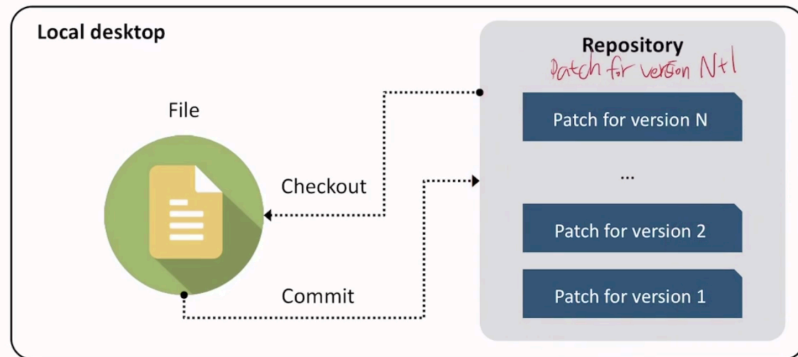 Local desktop
Repository
Patch for version N+1
File
Patch for version N
Checkout
...
Patch for version 2
Commit
Patch for version 1